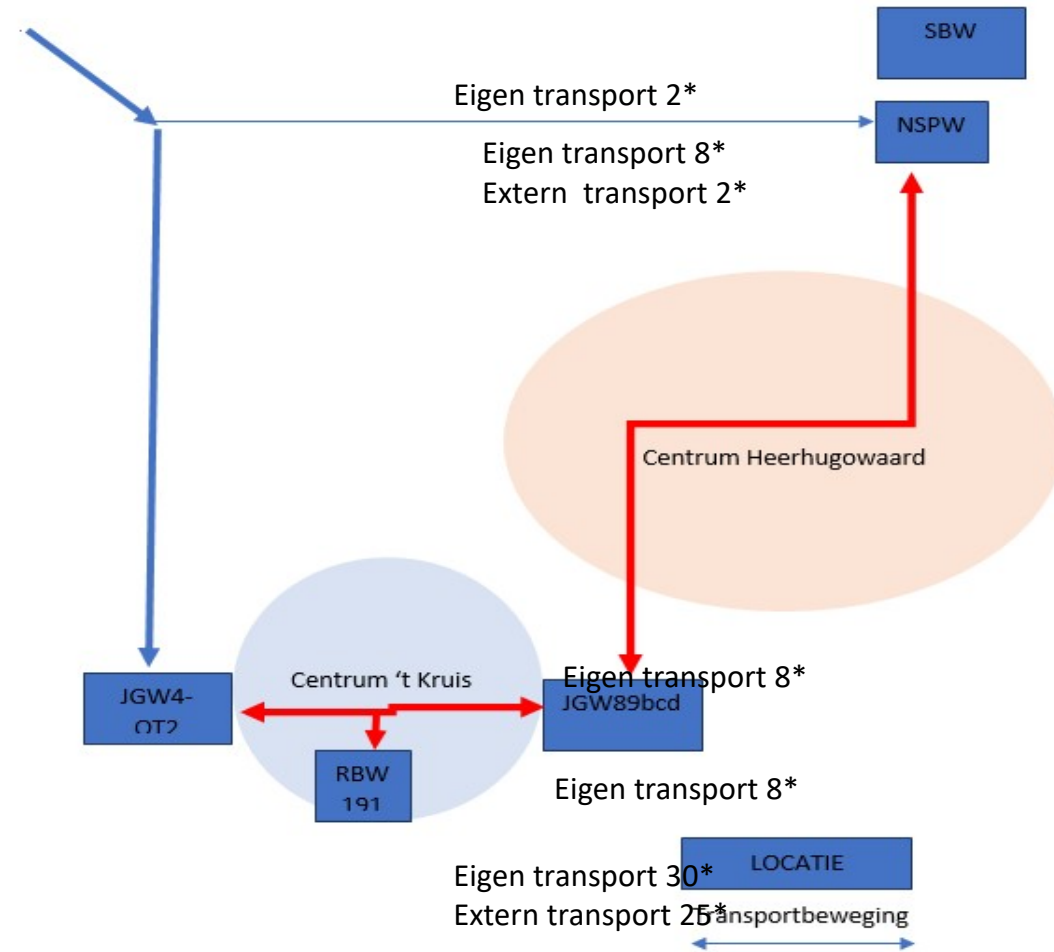 SBW
Eigen transport 2*
NSPW
Eigen transport 8*
Extern transport 2*
Centrum Heerhugowaard
Centrum ‘t Kruis
Eigen transport 8*
JGW4-
OT2
JGW89bcd
RBW
191
Eigen transport 8*
LOCATIE
Eigen transport 30*
Extern transport 25*
Transportbeweging